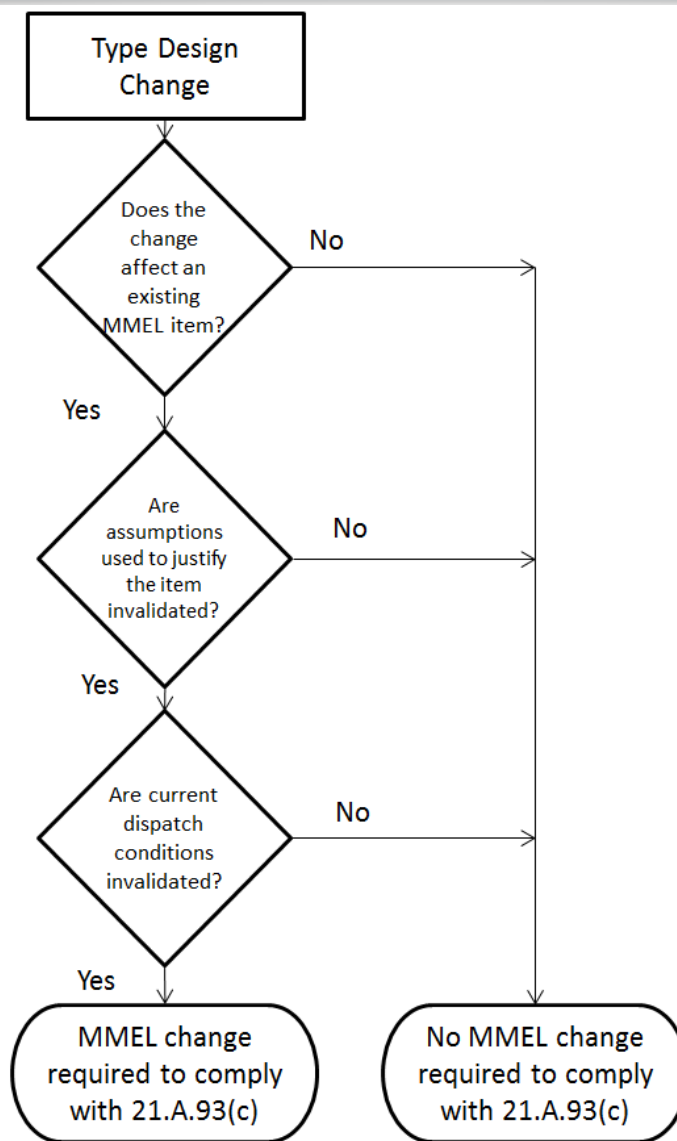 Type Design
Change
Does the
change
affect an
existing
MMEL item?
No
Yes
Are
assumptions
used to justify
the item
invalidated?
No
Yes
Are current
dispatch
conditions
invalidated?
No
Yes
MMEL change
required to comply
with 21.A.93(c)
No MMEL change
required to comply
with 21.A.93(c)